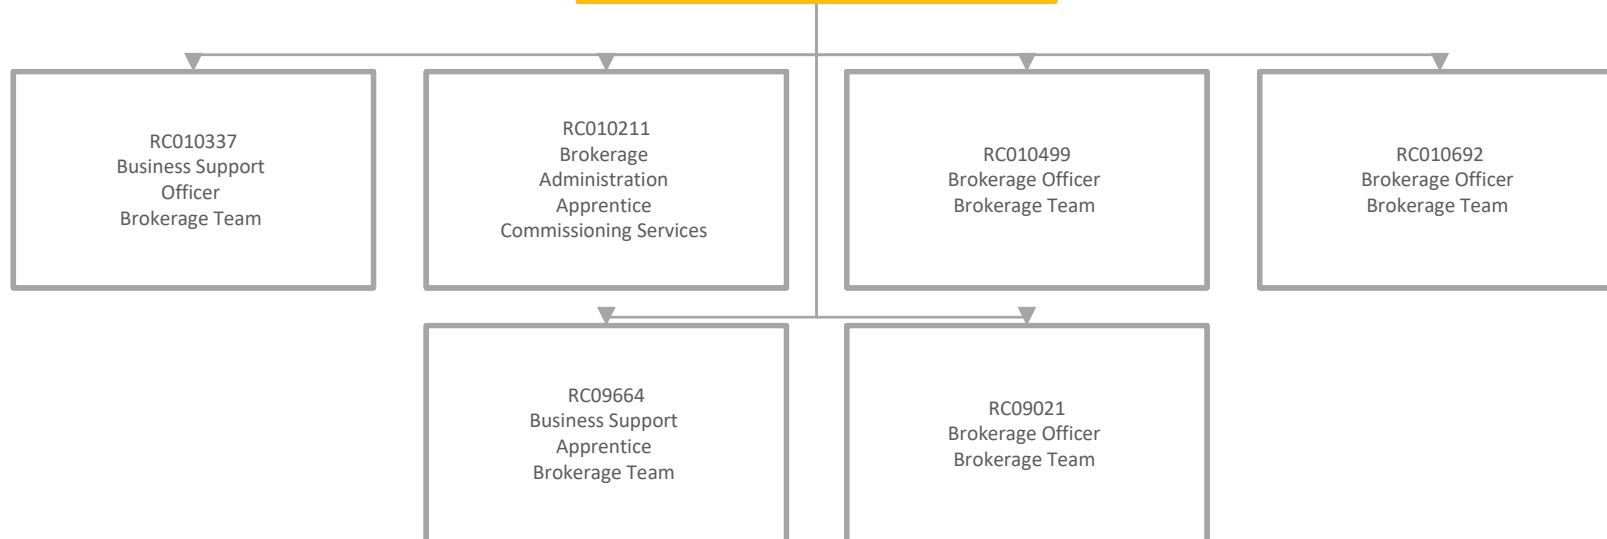 RC010337
Business Support
Officer
Brokerage Team
RC010211
Brokerage
Administration
Apprentice
Commissioning Services
RC010499
Brokerage Officer
Brokerage Team
RC010692
Brokerage Officer
Brokerage Team
RC09664
Business Support
Apprentice
Brokerage Team
RC09021
Brokerage Officer
Brokerage Team